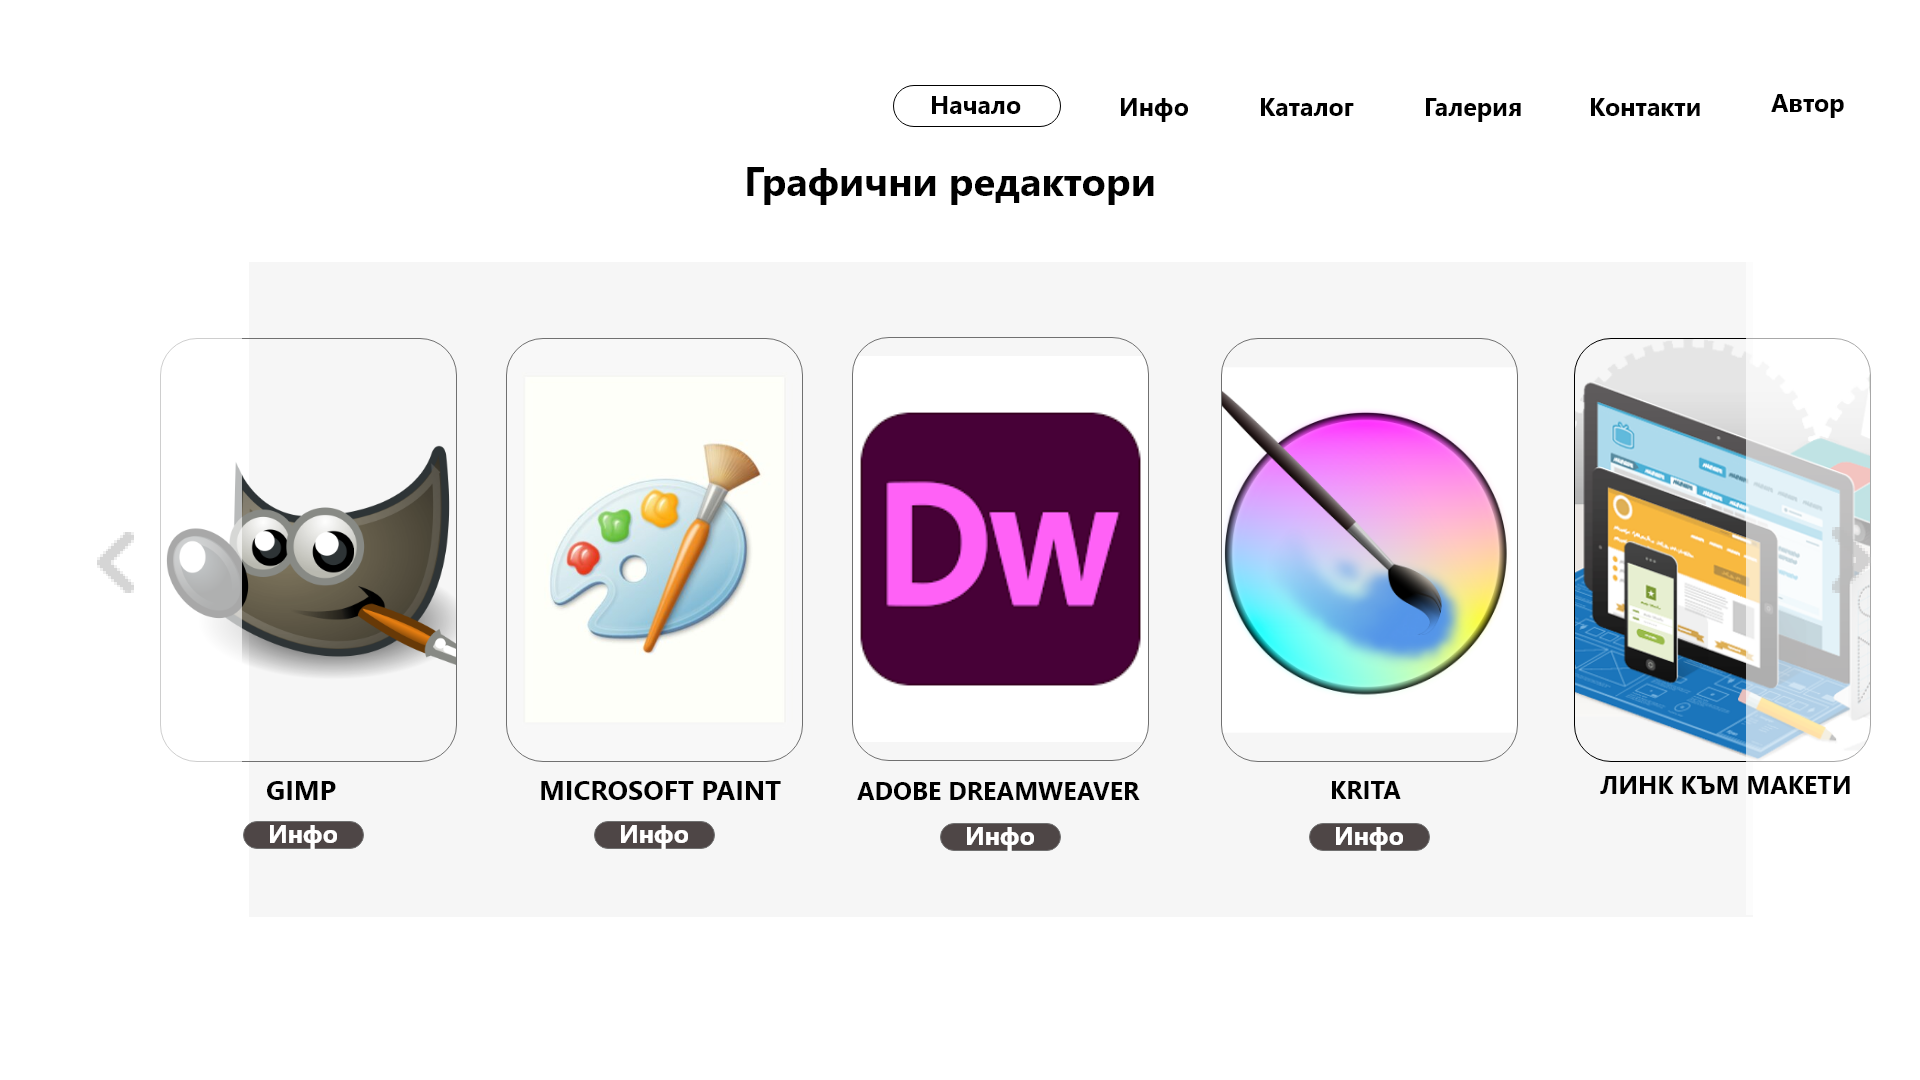 Начало
Инфо
Каталог
Галерия
Контакти
Автор
Графични редактори
Dw
GIMP
MICROSOFT PAINT
ADOBE DREAMWEAVER
KRITA
ЛИНК КЪМ МАКЕТИ
Инфо
Инфо
Инфо
Инфо